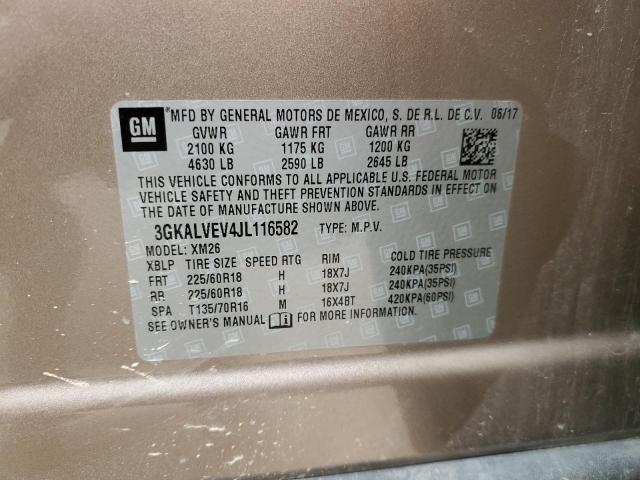 GM
*MFD BY GENERAL MOTORS DE MEXICO, S. DE R.L. DE C.V. 06/17
GVWR GAWR FRT GAWR RR
2100 KG 1175 KG 1200 KG
4630 LB 2590 LB 2645 LB
THIS VEHICLE CONFORMS TO ALL APPLICABLE U.S. FEDERAL MOTOR
VEHICLE SAFETY AND THEFT PREVENTION STANDARDS IN EFFECT ON THE
DATE OF MANUFACTURE SHOWN ABOVE.
3GKALVEV4JL116582 TYPE: M.P.V.
MODEL: XM26
XBLP TIRE SIZE SPEED RTG RIM COLD TIRE PRESSURE
FRT 225/60R18 H 18X7J 240KPA(35PSI)
RR 225/60R18 H 18X7J 240KPA(35PSI)
SPA T135/70R16 M 16X4BT 420KPA(60PSI)
SEE OWNER'S MANUAL FOR MORE INFORMATION.